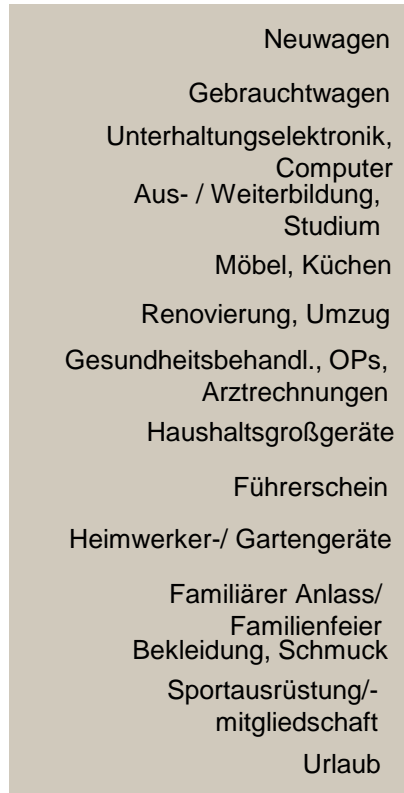 Neuwagen
Gebrauchtwagen
Unterhaltungselektronik,
Computer
Aus- / Weiterbildung,
Studium
Möbel, Küchen
Renovierung, Umzug
Gesundheitsbehandl., OPs,
Arztrechnungen
Haushaltsgroßgeräte
Führerschein
Heimwerker-/ Gartengeräte
Familiärer Anlass/
Familienfeier
Bekleidung, Schmuck
Sportausrüstung/-
mitgliedschaft
Urlaub